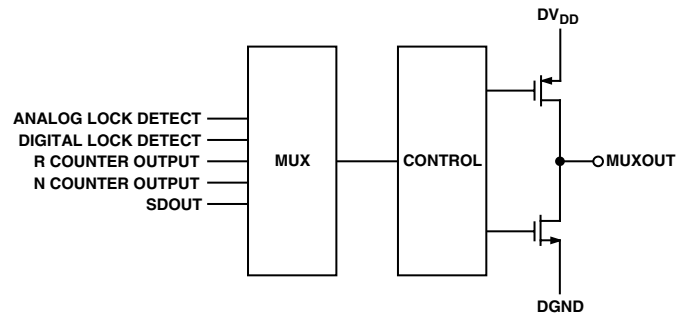 DVDD
ANALOG LOCK DETECT
DIGITAL LOCK DETECT
R COUNTER OUTPUT
N COUNTER OUTPUT
SDOUT
MUX
CONTROL
MUXOUT
DGND